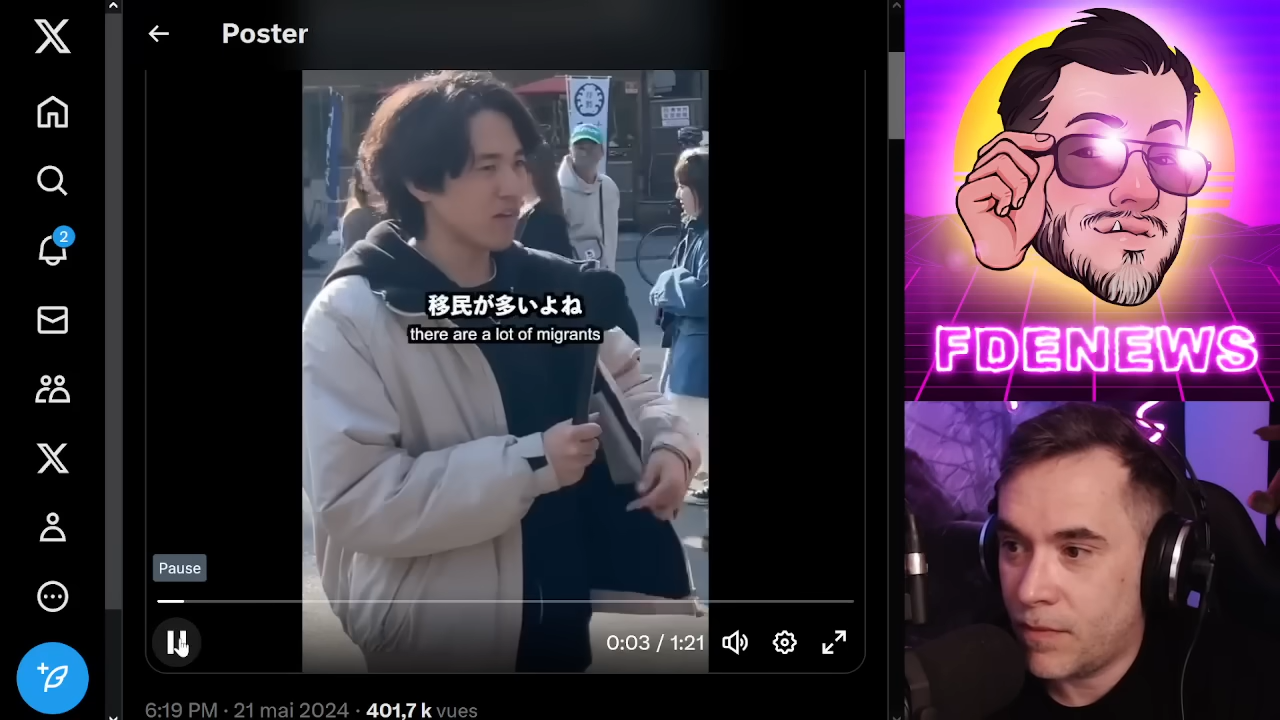 Poster
2
移民が多いよね
there are a lot of migrants
Pause
0:03 / 1:21
6:19 PM · 21 mai 2024 · 401,7 k vues
FDENEWS